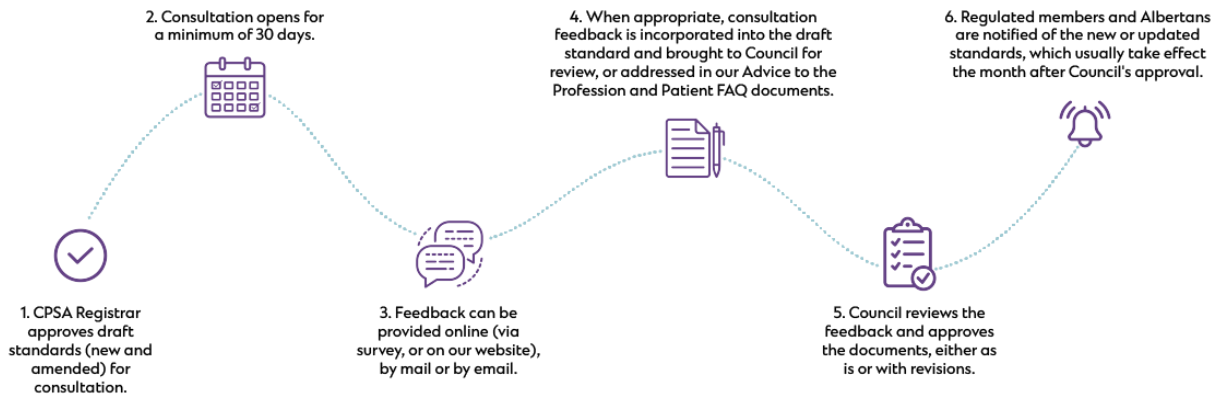 2. Consultation opens for
a minimum of 30 days.
4. When appropriate, consultation
feedback is incorporated into the draft
standard and brought to Council for
review, or addressed in our Advice to the
Profession and Patient FAQ documents.
6. Regulated members and Albertans
are notified of the new or updated
standards, which usually take effect
the month after Council's approval.
1. CPSA Registrar
approves draft
standards (new and
amended) for
consultation.
3. Feedback can be
provided online (via
survey, or on our website),
by mail or by email.
5. Council reviews the
feedback and approves
the documents, either as
is or with revisions.